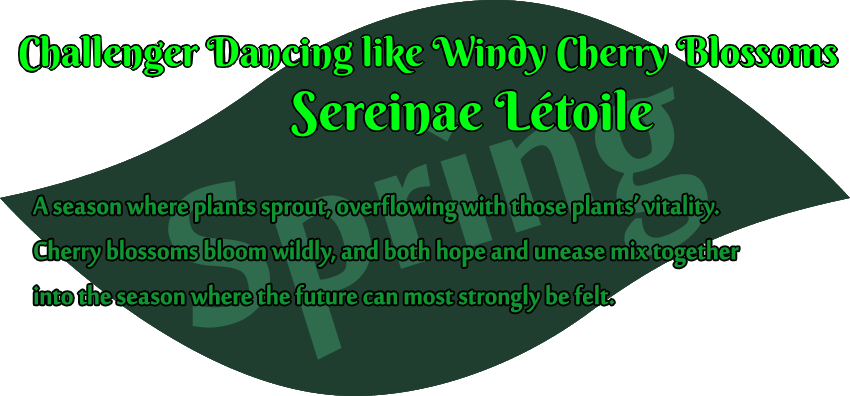 Challenger Dancing like Windy Cherry Blossoms
Sereinae Létoile
Spring
A season where plants sprout, overflowing with those plants’ vitality.
Cherry blossoms bloom wildly, and both hope and unease mix together
into the season where the future can most strongly be felt.